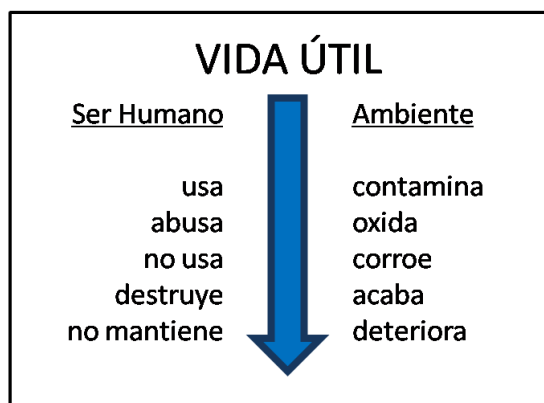 VIDA ÚTIL
Ser Humano
usa
abusa
no usa
destruye
no mantiene
Ambiente
contamina
oxida
corroe
acaba
deteriora